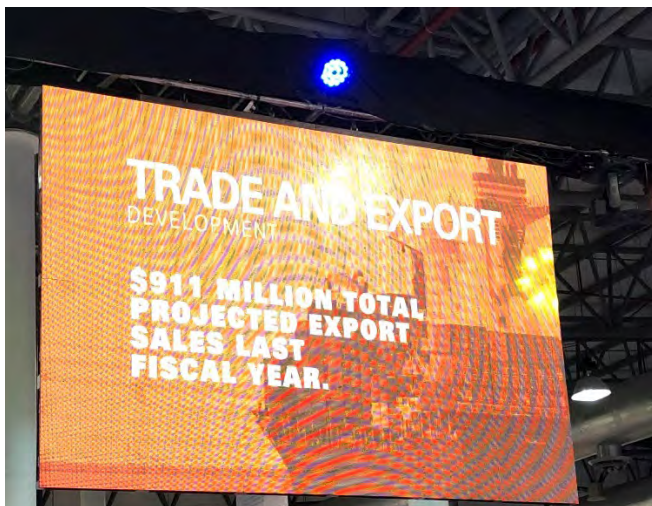 TRADE AND EXPORT
DEVELOPMENT
$911 MILLION TOTAL
PROJECTED EXPORT
SALES LAST
FISCAL YEAR.